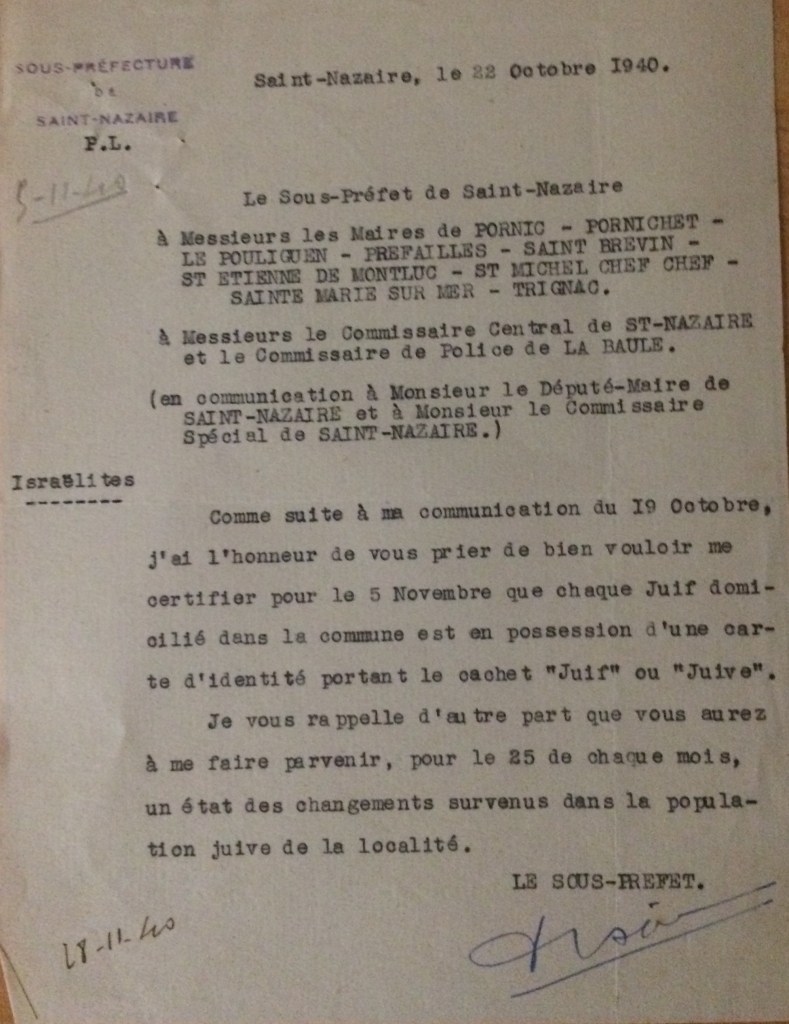 SOUS-PRÉFECTURE
DE
SAINT-NAZAIRE
P.L.
5-11-40
Saint-Nazaire, le 22 Octobre 1940.
Le Sous-Préfet de Saint-Nazaire
à Messieurs les Maires de PORNIC - PORNICHET -
LE POULIGUEN - PREFAILLES - SAINT BREVIN -
ST ETIENNE DE MONTLUC - ST MICHEL CHEF CHEF -
SAINTE MARIE SUR MER - TRIGNAC.
à Messieurs le Commissaire Central de ST-NAZAIRE
et le Commissaire de Police de LA BAULE.
(en communication à Monsieur le Député-Maire de
SAINT-NAZAIRE et à Monsieur le Commissaire
Spécial de SAINT-NAZAIRE.)
Israëlites
--------
Comme suite à ma communication du 19 Octobre,
j'ai l'honneur de vous prier de bien vouloir me
certifier pour le 5 Novembre que chaque Juif domi-
cilié dans la commune est en possession d'une car-
te d'identité portant le cachet "Juif" ou "Juive".
Je vous rappelle d'autre part que vous aurez
à me faire parvenir, pour le 25 de chaque mois,
un état des changements survenus dans la popula-
tion juive de la localité.
LE SOUS-PREFET.
18-11-40